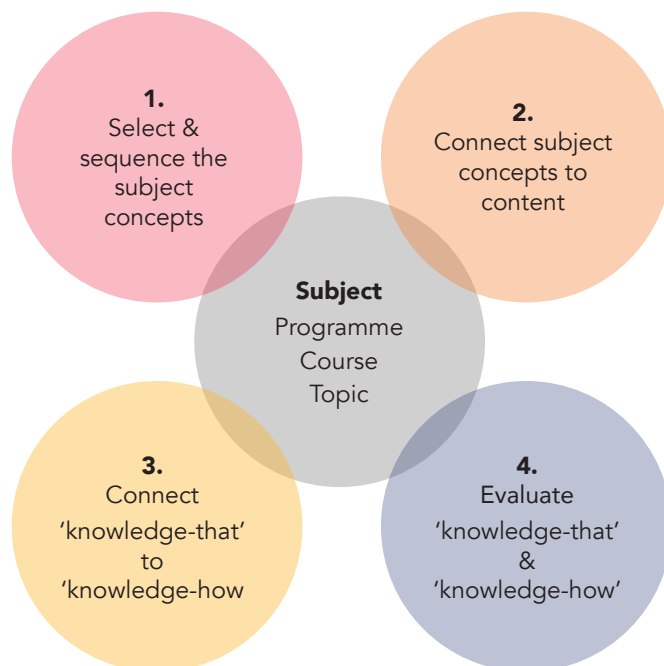 1.
Select &
sequence the
subject
concepts
2.
Connect subject
concepts to
content
Subject
Programme
Course
Topic
3.
Connect
‘knowledge-that’
to
‘knowledge-how
4.
Evaluate
‘knowledge-that’
&
‘knowledge-how’